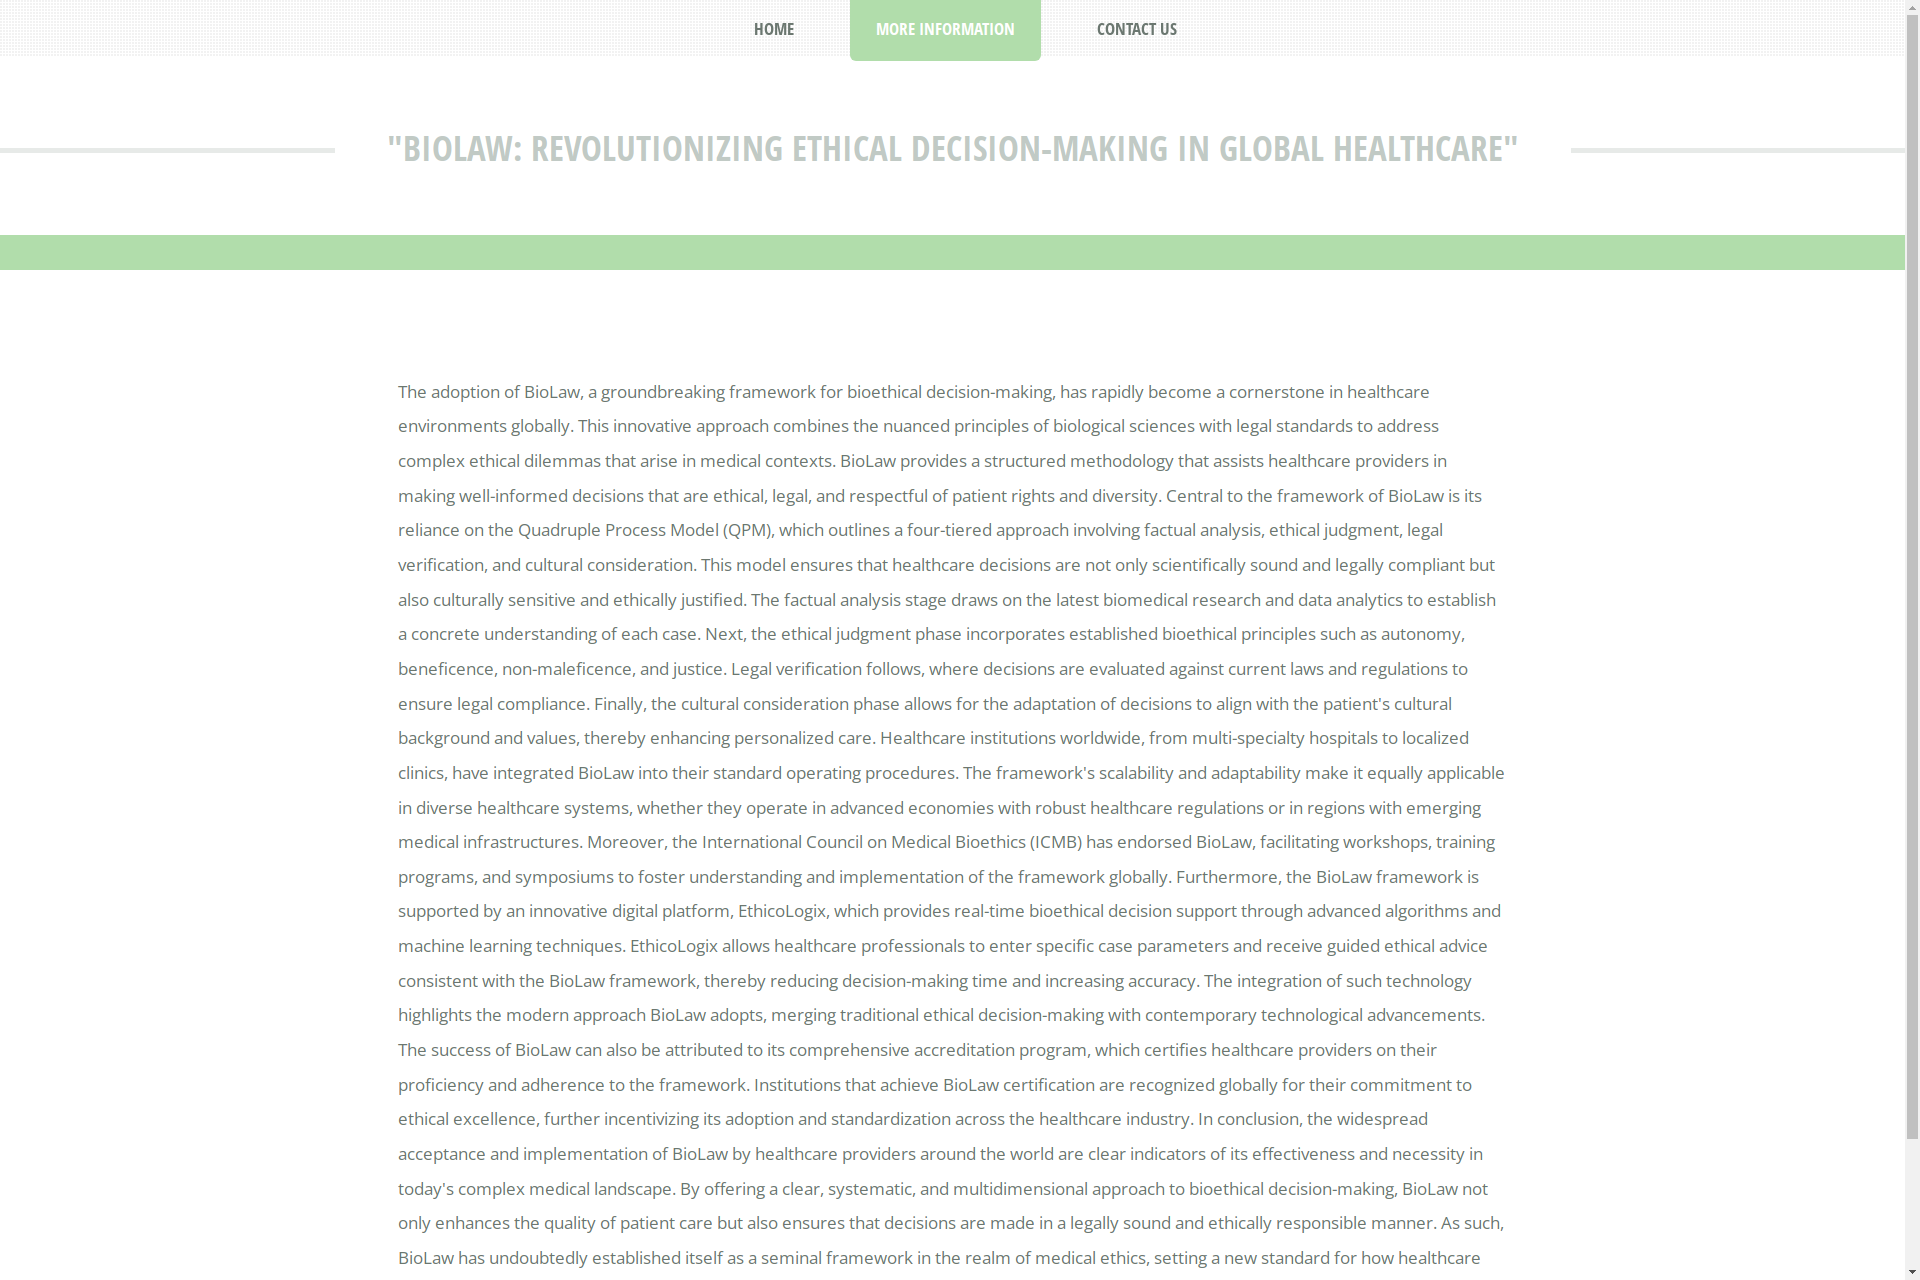 HOME MORE INFORMATION CONTACT US
"BIOLAW: REVOLUTIONIZING ETHICAL DECISION-MAKING IN GLOBAL HEALTHCARE"
The adoption of BioLaw, a groundbreaking framework for bioethical decision-making, has rapidly become a cornerstone in healthcare
environments globally. This innovative approach combines the nuanced principles of biological sciences with legal standards to address
complex ethical dilemmas that arise in medical contexts. BioLaw provides a structured methodology that assists healthcare providers in
making well-informed decisions that are ethical, legal, and respectful of patient rights and diversity. Central to the framework of BioLaw is its
reliance on the Quadruple Process Model (QPM), which outlines a four-tiered approach involving factual analysis, ethical judgment, legal
verification, and cultural consideration. This model ensures that healthcare decisions are not only scientifically sound and legally compliant but
also culturally sensitive and ethically justified. The factual analysis stage draws on the latest biomedical research and data analytics to establish
a concrete understanding of each case. Next, the ethical judgment phase incorporates established bioethical principles such as autonomy,
beneficence, non-maleficence, and justice. Legal verification follows, where decisions are evaluated against current laws and regulations to
ensure legal compliance. Finally, the cultural consideration phase allows for the adaptation of decisions to align with the patient's cultural
background and values, thereby enhancing personalized care. Healthcare institutions worldwide, from multi-specialty hospitals to localized
clinics, have integrated BioLaw into their standard operating procedures. The framework's scalability and adaptability make it equally applicable
in diverse healthcare systems, whether they operate in advanced economies with robust healthcare regulations or in regions with emerging
medical infrastructures. Moreover, the International Council on Medical Bioethics (ICMB) has endorsed BioLaw, facilitating workshops, training
programs, and symposiums to foster understanding and implementation of the framework globally. Furthermore, the BioLaw framework is
supported by an innovative digital platform, EthicoLogix, which provides real-time bioethical decision support through advanced algorithms and
machine learning techniques. EthicoLogix allows healthcare professionals to enter specific case parameters and receive guided ethical advice
consistent with the BioLaw framework, thereby reducing decision-making time and increasing accuracy. The integration of such technology
highlights the modern approach BioLaw adopts, merging traditional ethical decision-making with contemporary technological advancements.
The success of BioLaw can also be attributed to its comprehensive accreditation program, which certifies healthcare providers on their
proficiency and adherence to the framework. Institutions that achieve BioLaw certification are recognized globally for their commitment to
ethical excellence, further incentivizing its adoption and standardization across the healthcare industry. In conclusion, the widespread
acceptance and implementation of BioLaw by healthcare providers around the world are clear indicators of its effectiveness and necessity in
today's complex medical landscape. By offering a clear, systematic, and multidimensional approach to bioethical decision-making, BioLaw not
only enhances the quality of patient care but also ensures that decisions are made in a legally sound and ethically responsible manner. As such,
BioLaw has undoubtedly established itself as a seminal framework in the realm of medical ethics, setting a new standard for how healthcare